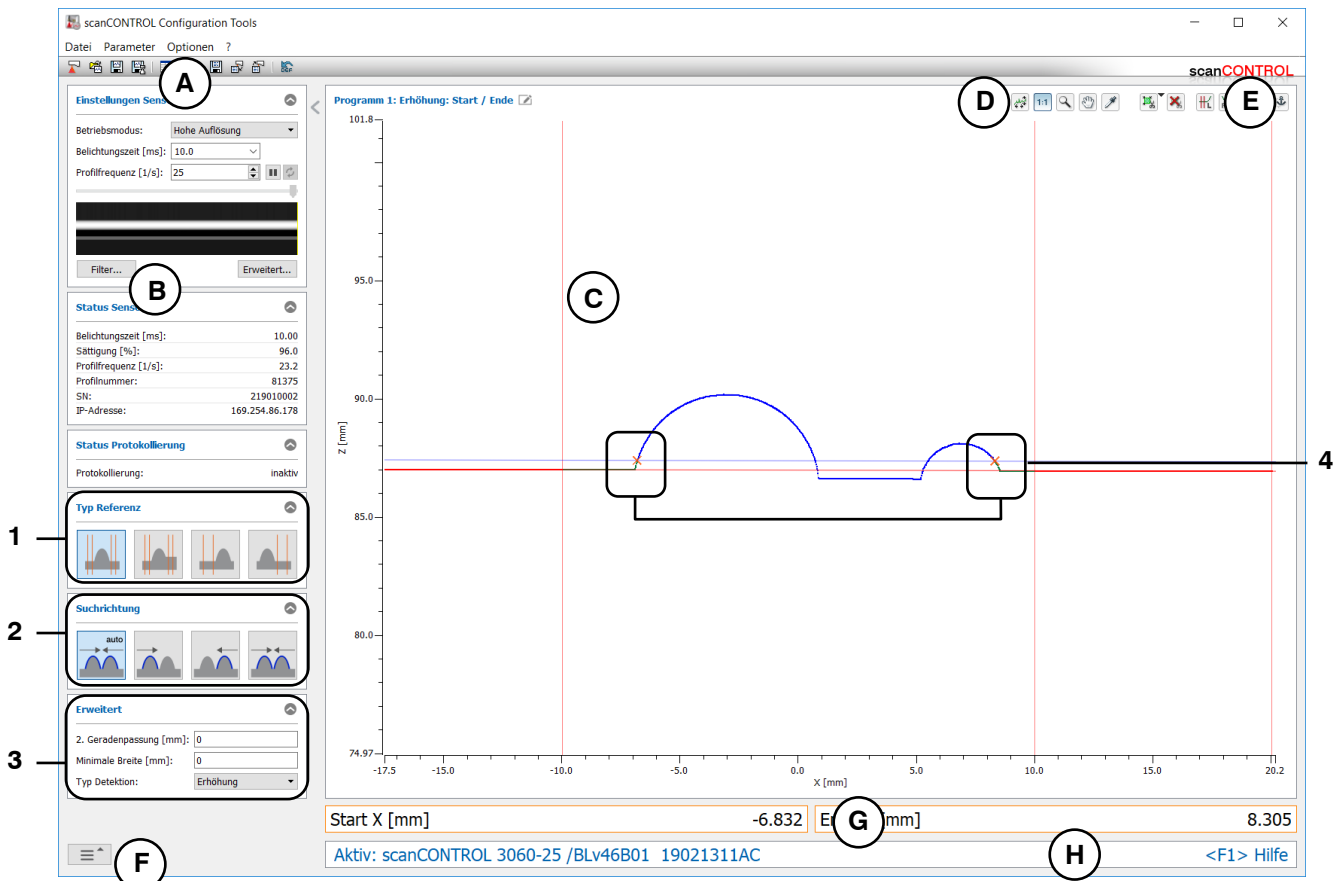 scanCONTROL Configuration Tools
Datei Parameter Optionen ?
scanCONTROL
A
Einstellungen
Betriebsmodus: Hohe Auflösung
Belichtungszeit [ms]: 10.0
Profilfrequenz [1/s]: 25
Filter... Erweitert...
B
Status
Belichtungszeit [ms]: 10.00
Sättigung [%]: 96.0
Profilfrequenz [1/s]: 23.2
Profilnummer: 81375
SN: 219010002
IP-Adresse: 169.254.86.178
Status Protokollierung
Protokollierung: inaktiv
1
Typ Referenz
2
Suchrichtung
auto
3
Erweitert
2. Geradenpassung [mm]: 0
Minimale Breite [mm]: 0
Typ Detektion: Erhöhung
F
Programm 1: Erhöhung: Start / Ende
D
1:1
E
C
4
101.8
95.0
90.0
85.0
80.0
74.97
Z [mm]
-17.5 -15.0 -10.0 -5.0 0.0 5.0 10.0 15.0 20.2
X [mm]
Start X [mm] -6.832
G
[mm] 8.305
Aktiv: scanCONTROL 3060-25 /BLv46B01 19021311AC
H
<F1> Hilfe